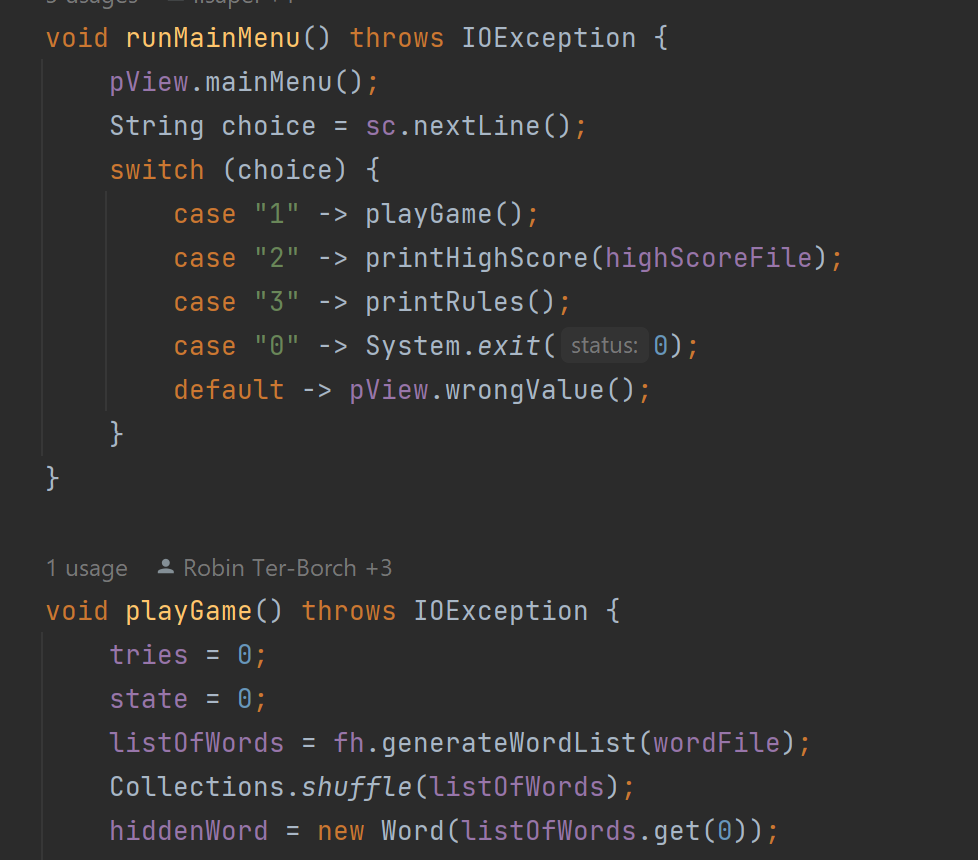 void runMainMenu() throws IOException {
pView.mainMenu();
String choice = sc.nextLine();
switch (choice) {
case "1" -> playGame();
case "2" -> printHighScore(highScoreFile);
case "3" -> printRules();
case "0" -> System.exit( status: 0);
default -> pView.wrongValue();
}
}
1 usage Robin Ter-Borch +3
void playGame() throws IOException {
tries = 0;
state = 0;
listOfWords = fh.generateWordList(wordFile);
Collections.shuffle(listOfWords);
hiddenWord = new Word(listOfWords.get(0));